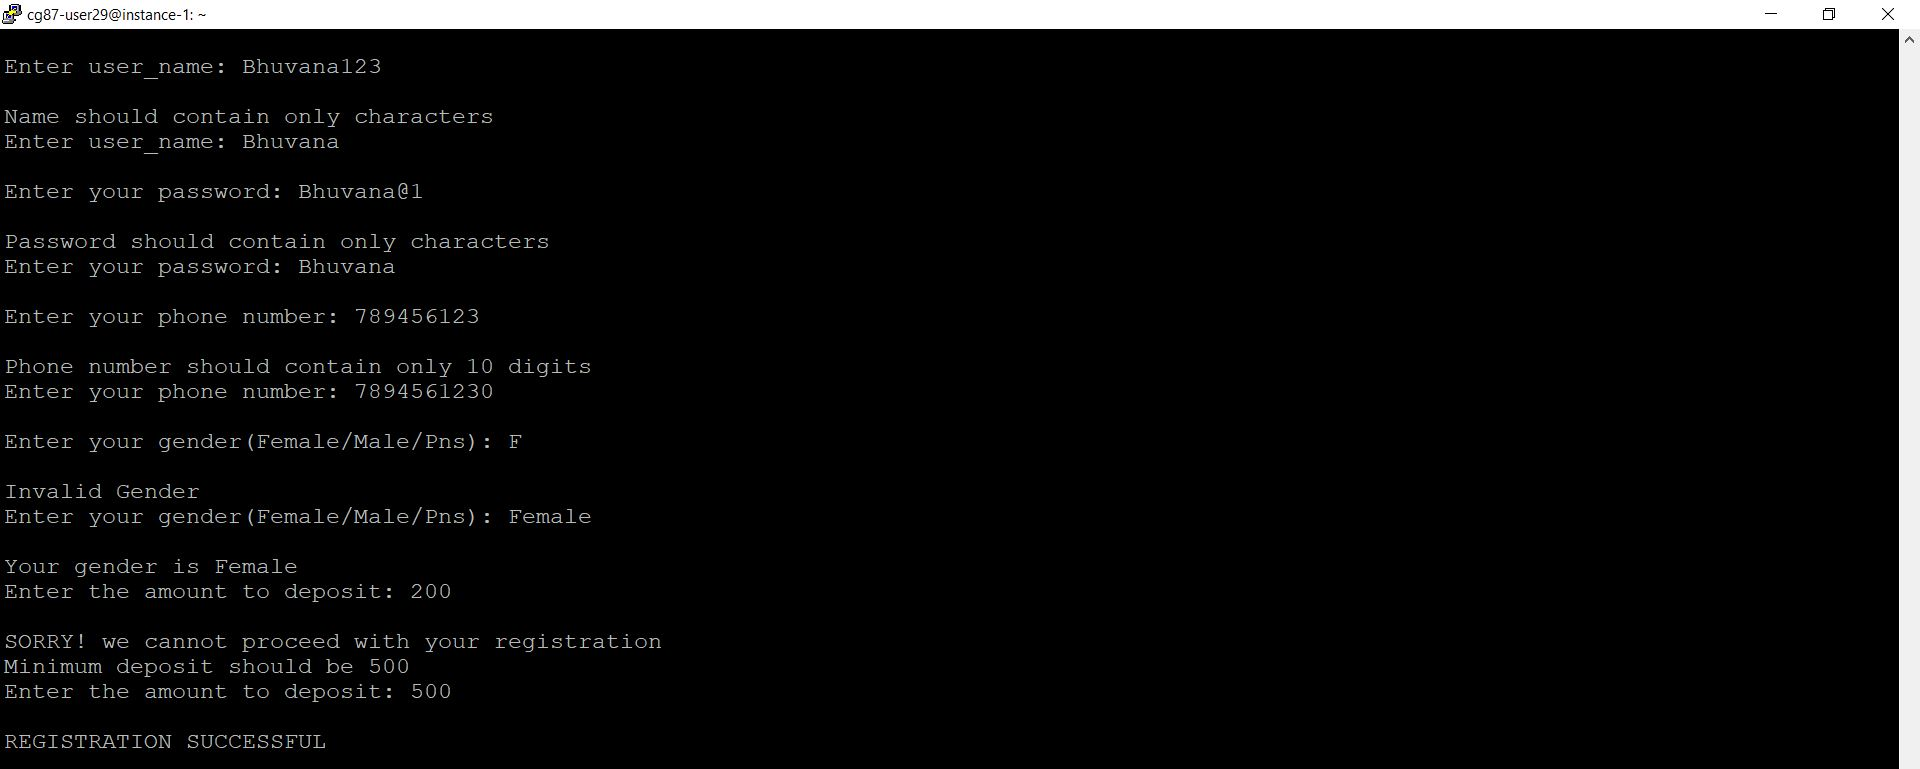 cg87-user29@instance-1: ~
Enter user_name: Bhuvana123
Name should contain only characters
Enter user_name: Bhuvana
Enter your password: Bhuvana@1
Password should contain only characters
Enter your password: Bhuvana
Enter your phone number: 789456123
Phone number should contain only 10 digits
Enter your phone number: 7894561230
Enter your gender(Female/Male/Pns): F
Invalid Gender
Enter your gender(Female/Male/Pns): Female
Your gender is Female
Enter the amount to deposit: 200
SORRY! we cannot proceed with your registration
Minimum deposit should be 500
Enter the amount to deposit: 500
REGISTRATION SUCCESSFUL